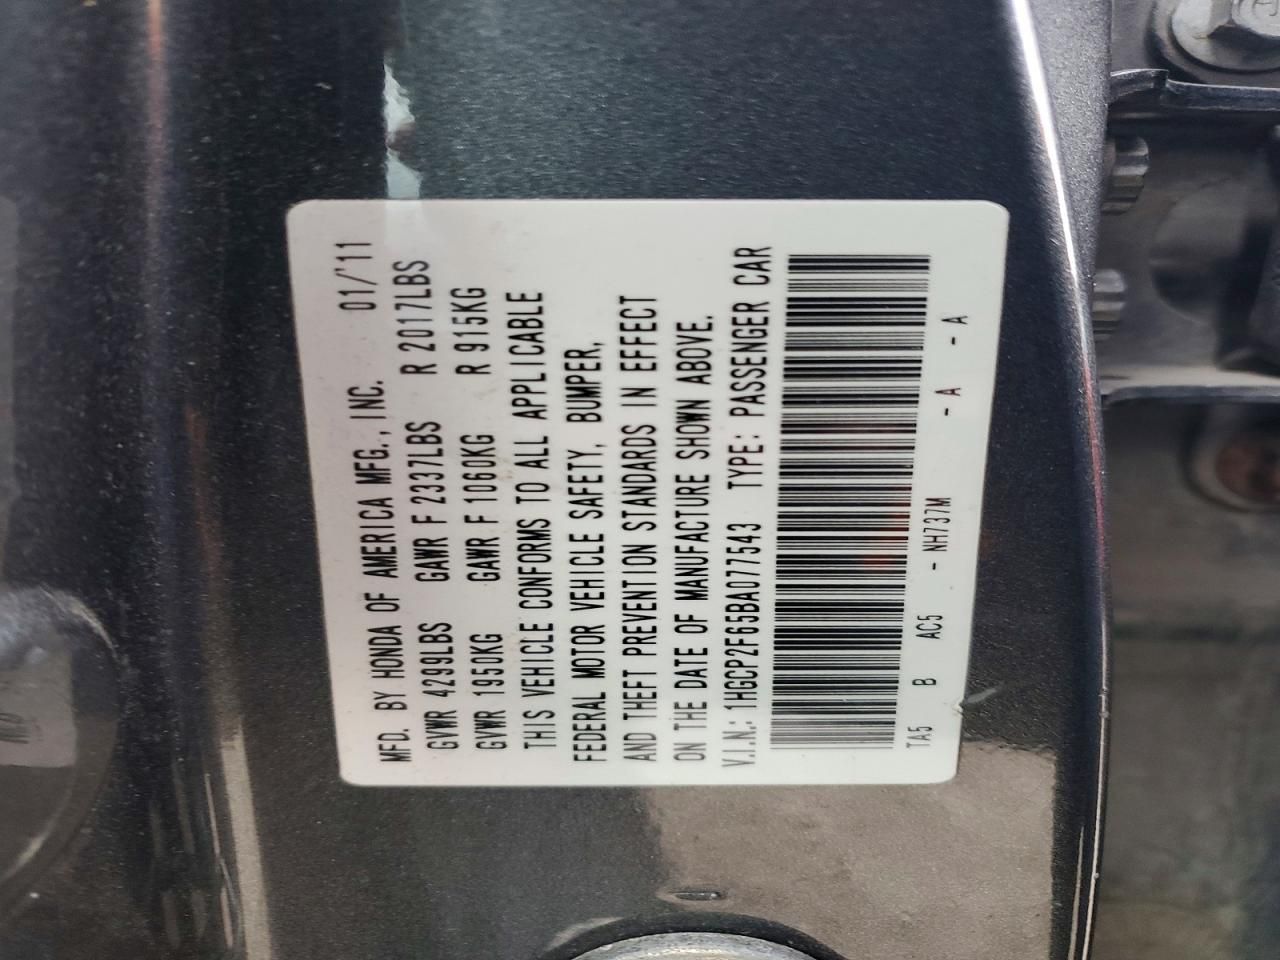 MFD. BY HONDA OF AMERICA MFG., INC. 01/'11
GVWR 4299LBS GAWR F 2337LBS R 2017LBS
GVWR 1950KG GAWR F 1060KG R 915KG
THIS VEHICLE CONFORMS TO ALL APPLICABLE
FEDERAL MOTOR VEHICLE SAFETY, BUMPER,
AND THEFT PREVENTION STANDARDS IN EFFECT
ON THE DATE OF MANUFACTURE SHOWN ABOVE.
V.I.N.: 1HGCP2F65BA077543 TYPE: PASSENGER CAR
TA5 B AC5 - NH737M - A - A